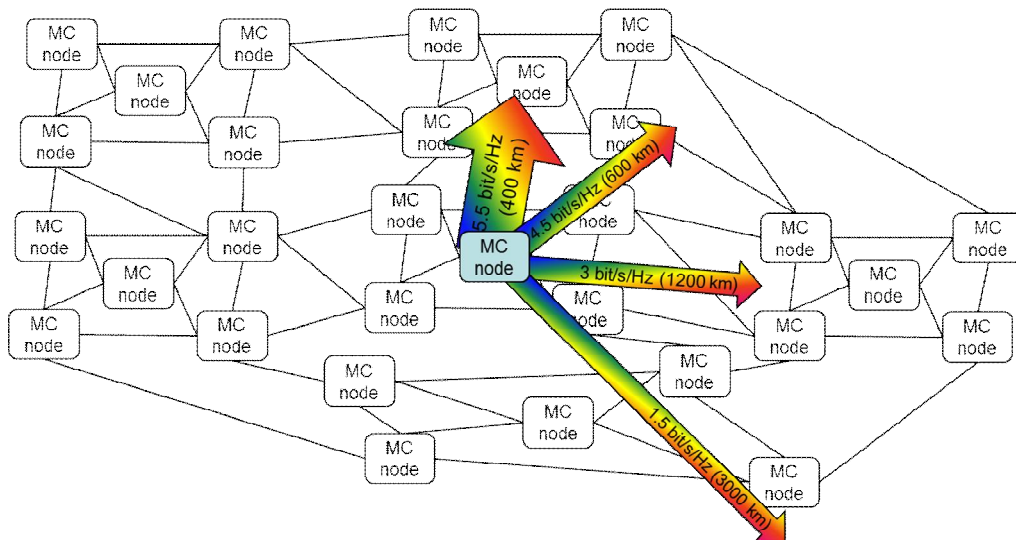 MC
node
MC
node
MC
node
MC
node
MC
node
MC
node
MC
node
MC
node
MC
node
MC
node
5.5 bit/s/Hz
(400 km)
4.5 bit/s/Hz (600 km)
MC
node
MC
node
MC
node
MC
node
MC
node
MC
node
MC
node
3 bit/s/Hz (1200 km)
MC
node
MC
node
MC
node
MC
node
MC
node
MC
node
MC
node
MC
node
MC
node
MC
node
MC
node
1.5 bit/s/Hz (3000 km)
MC
node
MC
node